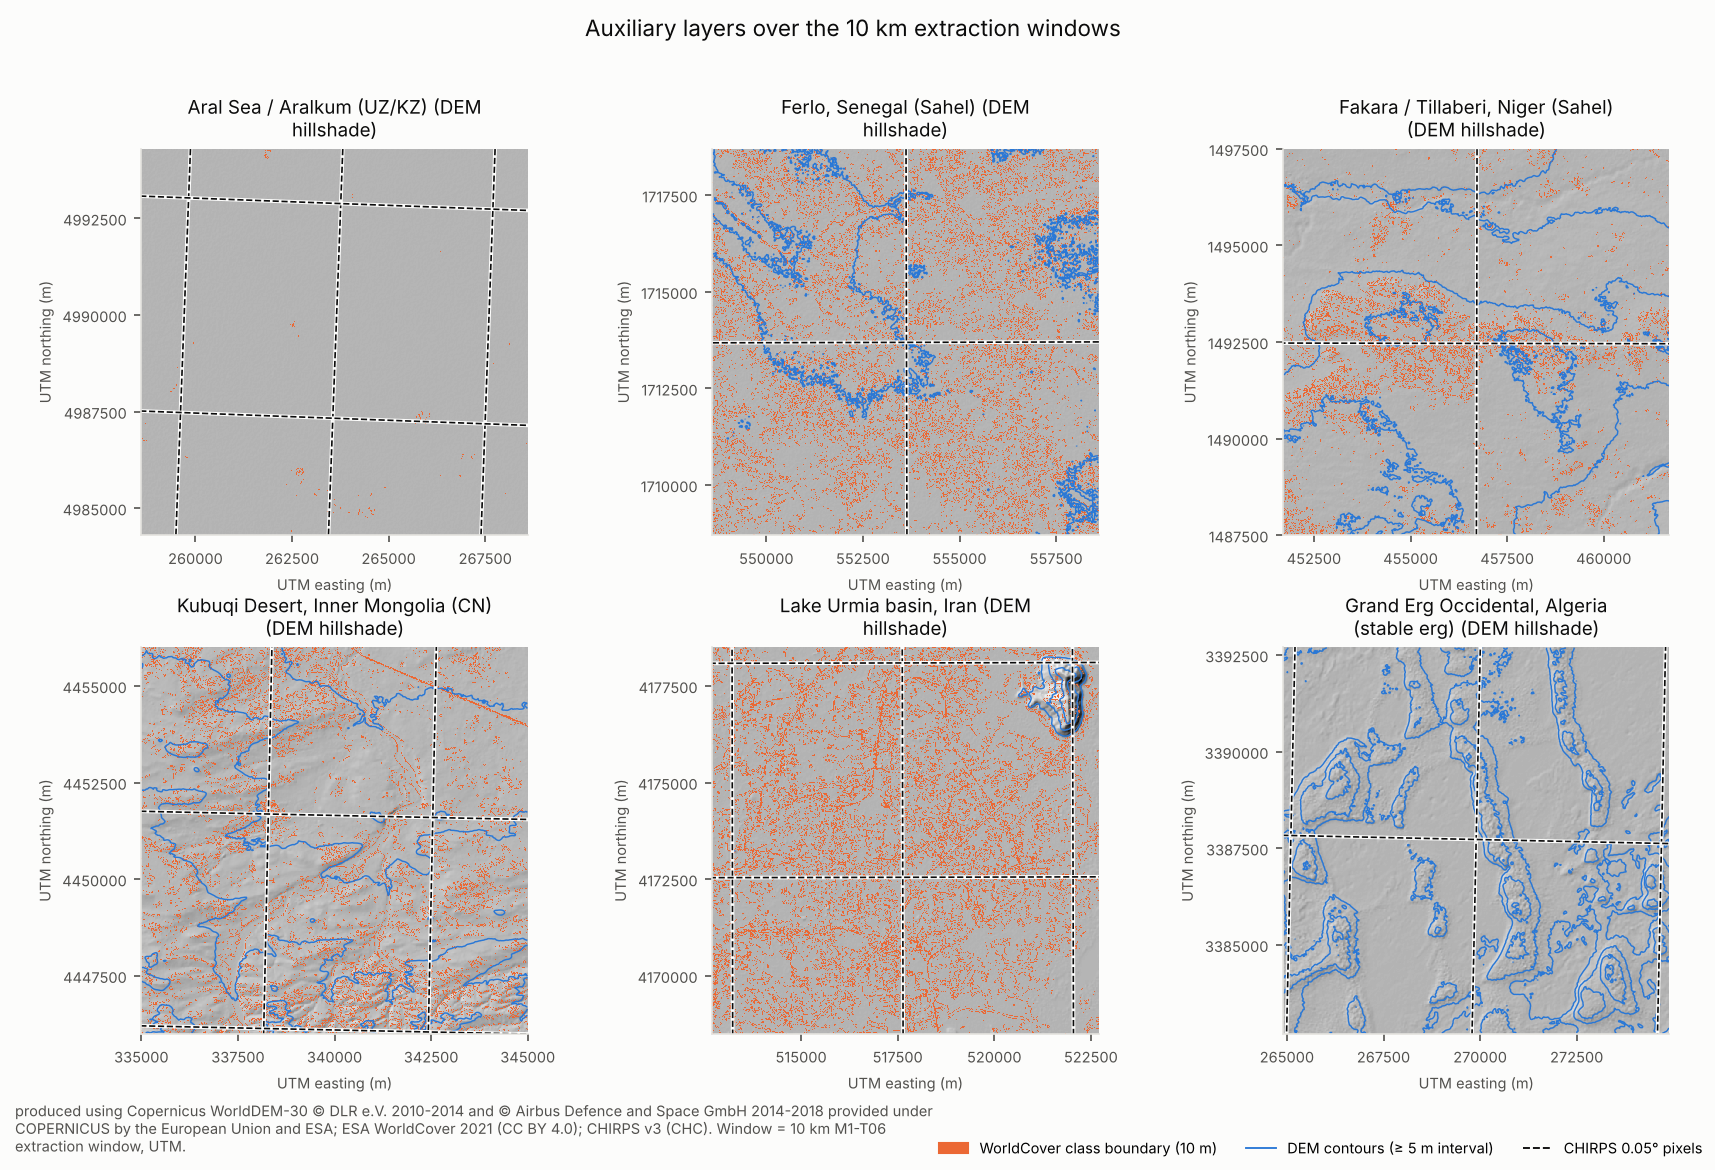 Auxiliary layers over the 10 km extraction windows
Aral Sea / Aralkum (UZ/KZ) (DEM
hillshade)
UTM northing (m)
4992500
4990000
4987500
4985000
260000 262500 265000 267500
UTM easting (m)
Ferlo, Senegal (Sahel) (DEM
hillshade)
UTM northing (m)
1717500
1715000
1712500
1710000
550000 552500 555000 557500
UTM easting (m)
Fakara / Tillaberi, Niger (Sahel)
(DEM hillshade)
UTM northing (m)
1497500
1495000
1492500
1490000
1487500
452500 455000 457500 460000
UTM easting (m)
Kubuqi Desert, Inner Mongolia (CN)
(DEM hillshade)
UTM northing (m)
4455000
4452500
4450000
4447500
335000 337500 340000 342500 345000
UTM easting (m)
Lake Urmia basin, Iran (DEM
hillshade)
UTM northing (m)
4177500
4175000
4172500
4170000
515000 517500 520000 522500
UTM easting (m)
Grand Erg Occidental, Algeria
(stable erg) (DEM hillshade)
UTM northing (m)
3392500
3390000
3387500
3385000
265000 267500 270000 272500
UTM easting (m)
produced using Copernicus WorldDEM-30 © DLR e.V. 2010-2014 and © Airbus Defence and Space GmbH 2014-2018 provided under
COPERNICUS by the European Union and ESA; ESA WorldCover 2021 (CC BY 4.0); CHIRPS v3 (CHC). Window = 10 km M1-T06
extraction window, UTM.
WorldCover class boundary (10 m)
DEM contours (≥ 5 m interval)
CHIRPS 0.05° pixels